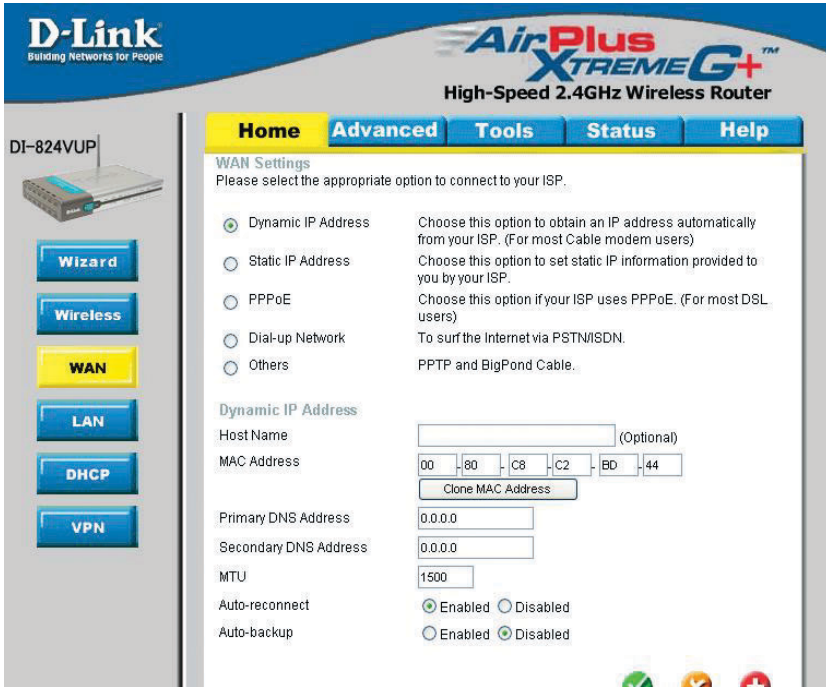 D-Link
Building Networks for People
AirPlus
XTREME G+™
High-Speed 2.4GHz Wireless Router
DI-824VUP
Home Advanced Tools Status Help
Wizard
Wireless
WAN
LAN
DHCP
VPN
WAN Settings
Please select the appropriate option to connect to your ISP.
Dynamic IP Address Choose this option to obtain an IP address automatically
from your ISP. (For most Cable modem users)
Static IP Address Choose this option to set static IP information provided to
you by your ISP.
PPPoE Choose this option if your ISP uses PPPoE. (For most DSL
users)
Dial-up Network To surf the Internet via PSTN/ISDN.
Others PPTP and BigPond Cable.
Dynamic IP Address
Host Name (Optional)
MAC Address 00 - 80 - C8 - C2 - BD - 44
Clone MAC Address
Primary DNS Address 0.0.0.0
Secondary DNS Address 0.0.0.0
MTU 1500
Auto-reconnect Enabled Disabled
Auto-backup Enabled Disabled